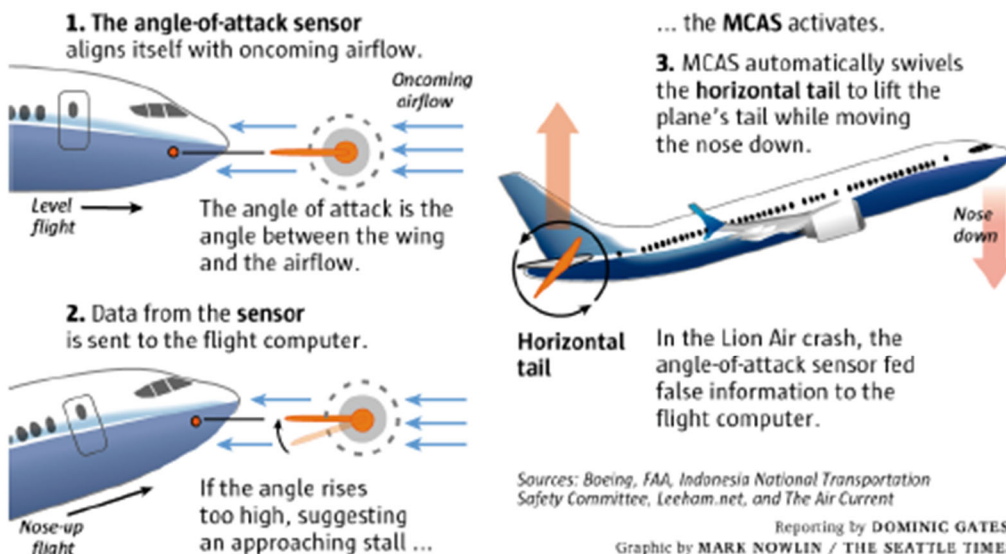 1. The angle-of-attack sensor
aligns itself with oncoming airflow.
Oncoming
airflow
Level
flight
The angle of attack is the
angle between the wing
and the airflow.
2. Data from the sensor
is sent to the flight computer.
Nose-up
flight
If the angle rises
too high, suggesting
an approaching stall ...
... the MCAS activates.
3. MCAS automatically swivels
the horizontal tail to lift the
plane's tail while moving
the nose down.
Nose
down
Horizontal
tail
In the Lion Air crash, the
angle-of-attack sensor fed
false information to the
flight computer.
Sources: Boeing, FAA, Indonesia National Transportation
Safety Committee, Leeham.net, and The Air Current
Reporting by DOMINIC GATES
Graphic by MARK NOWLIN / THE SEATTLE TIME